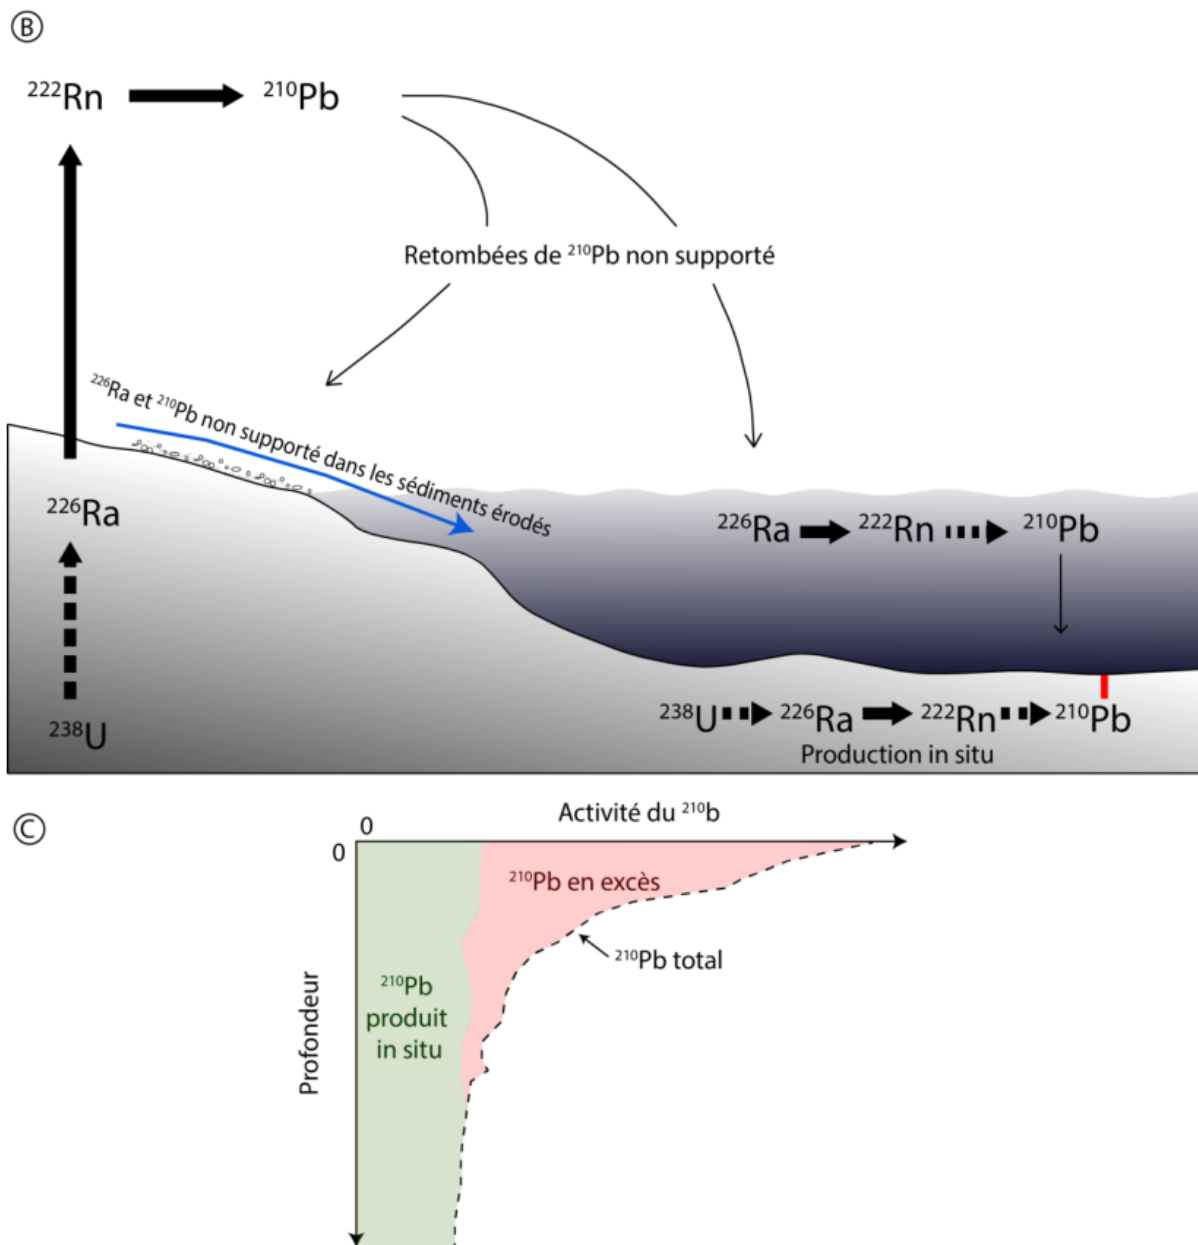 Ⓑ
²²²Rn ²¹⁰Pb
Retombées de ²¹⁰Pb non supporté
²²⁶Ra et ²¹⁰Pb non supporté dans les sédiments érodés
²²⁶Ra
²³⁸U
²²⁶Ra ²²²Rn ²¹⁰Pb
²³⁸U ²²⁶Ra ²²²Rn ²¹⁰Pb
Production in situ
Ⓒ
Activité du ²¹⁰b
0
0
²¹⁰Pb en excès
²¹⁰Pb total
²¹⁰Pb
produit
in situ
Profondeur